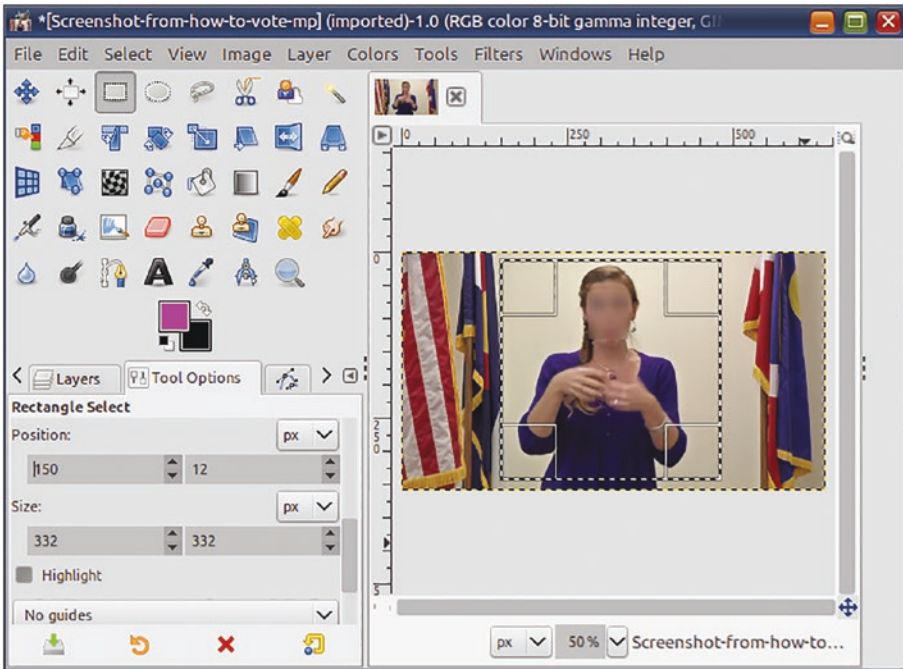 *[Screenshot-from-how-to-vote-mp] (imported)-1.0 (RGB color 8-bit gamma integer,
File Edit Select View Image Layer Colors Tools Filters Windows Help
0 250 500
0
250
5
Layers Tool Options
Rectangle Select
Position: px
150 12
Size: px
332 332
Highlight
No guides
px 50 % Screenshot-from-how-to...